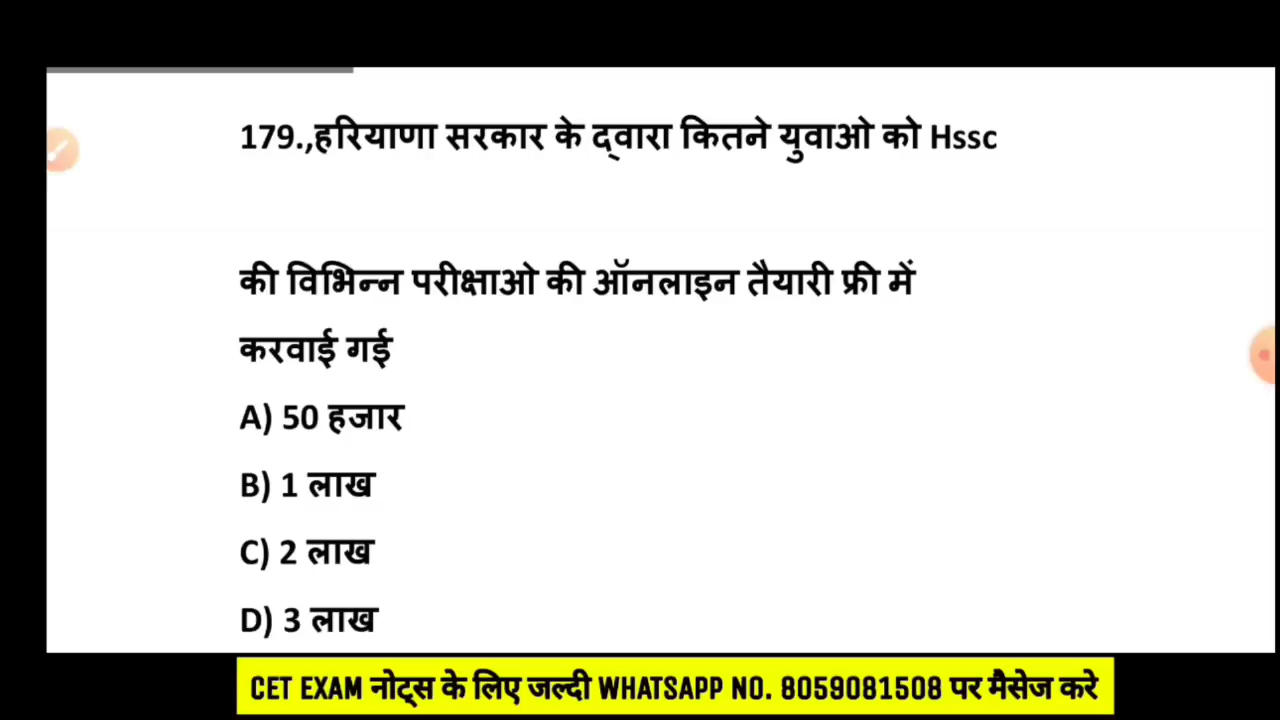 179.,हरियाणा सरकार के द्वारा कितने युवाओ को Hssc
की विभिन्न परीक्षाओ की ऑनलाइन तैयारी फ्री में
करवाई गई
A) 50 हजार
B) 1 लाख
C) 2 लाख
D) 3 लाख
CET EXAM नोट्स के लिए जल्दी WHATSAPP NO. 8059081508 पर मैसेज करे